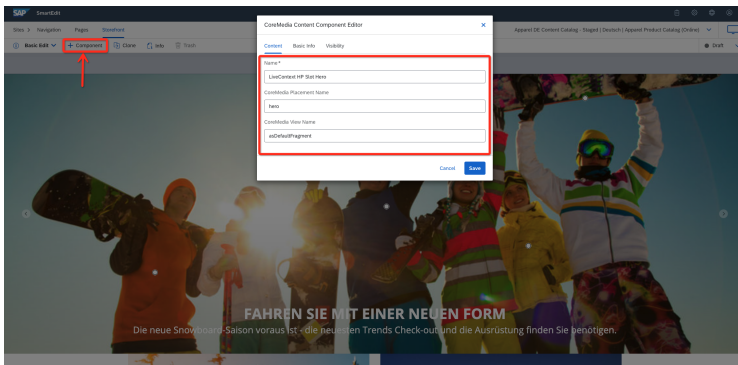 SAP SmartEdit
Sites > Navigation Pages Storefront
Apparel DE Content Catalog - Staged | Deutsch | Apparel Product Catalog (Online)
Basic Edit + Component Clone Info Trash
Draft
CoreMedia Content Component Editor
Content Basic Info Visibility
Name*
LiveContext HP Slot Hero
CoreMedia Placement Name
hero
CoreMedia View Name
asDefaultFragment
Cancel Save
FAHREN SIE MIT EINER NEUEN FORM
Die neue Snowboard-Saison voraus ist - die neuesten Trends Check-out und die Ausrüstung finden Sie benötigen.